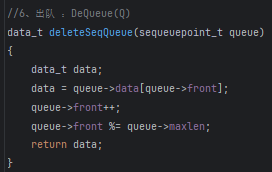 //6、出队 ：DeQueue(Q)
data_t deleteSeqQueue(sequeuepoint_t queue)
{
    data_t data;
    data = queue->data[queue->front];
    queue->front++;
    queue->front %= queue->maxlen;
    return data;
}